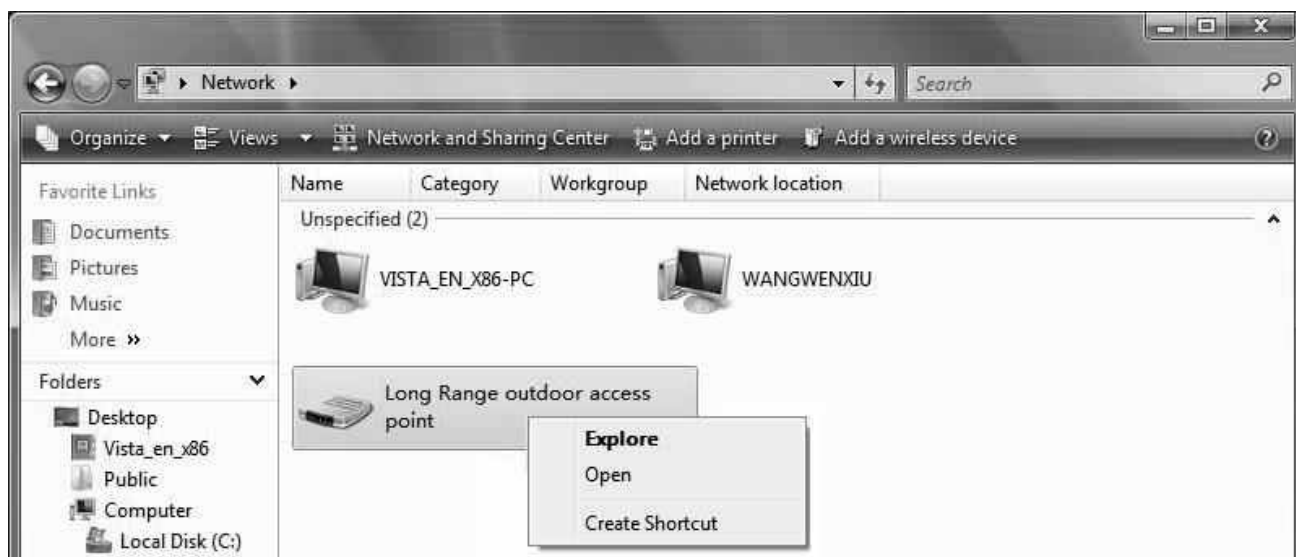 Network
Search
Organize Views Network and Sharing Center Add a printer Add a wireless device
Favorite Links
Documents
Pictures
Music
More »
Folders
Desktop
Vista_en_x86
Public
Computer
Local Disk (C:)
Name Category Workgroup Network location
Unspecified (2)
VISTA_EN_X86-PC WANGWENXIU
Long Range outdoor access
point
Explore
Open
Create Shortcut